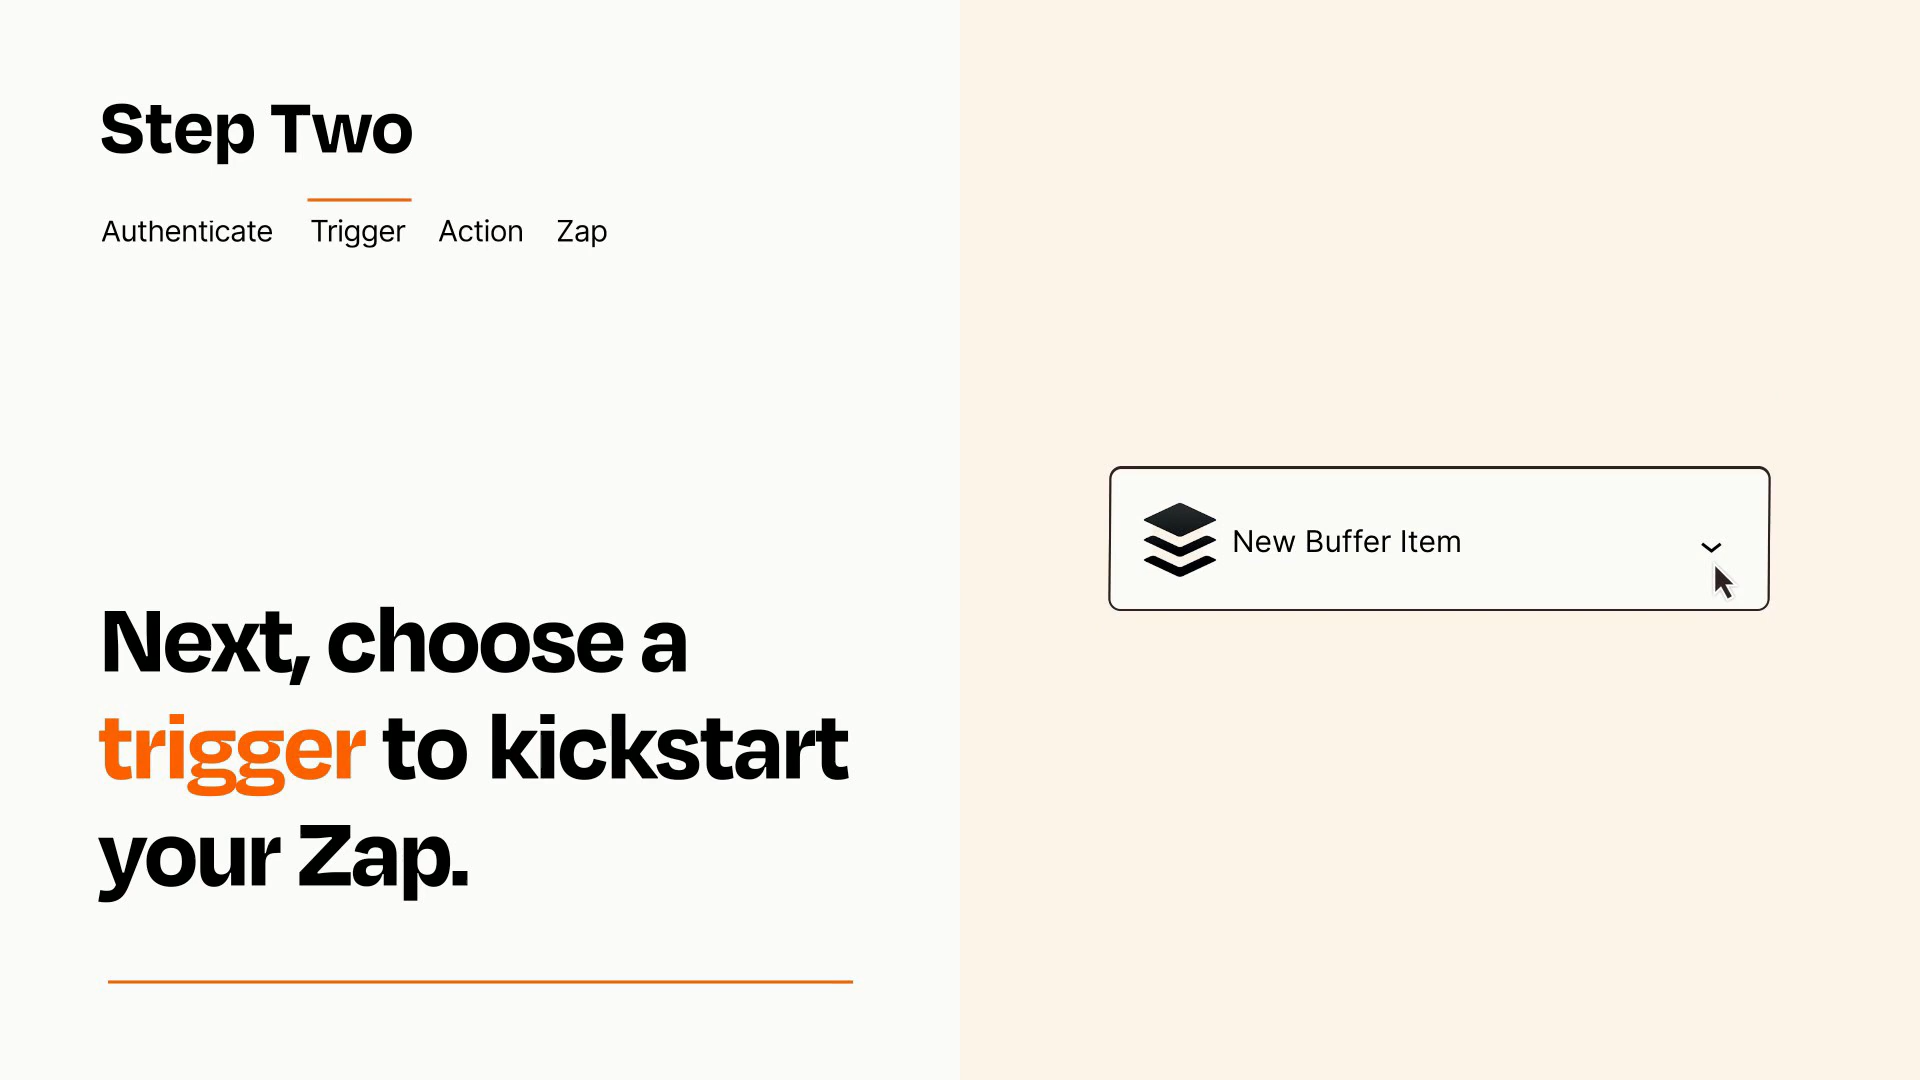 Step Two
Authenticate Trigger Action Zap
Next, choose a
trigger to kickstart
your Zap.
New Buffer Item